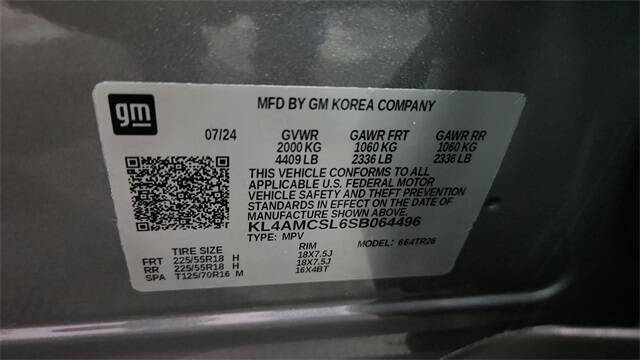 gm
MFD BY GM KOREA COMPANY
07/24 GVWR GAWR FRT GAWR RR
2000 KG 1060 KG 1060 KG
4409 LB 2336 LB 2336 LB
THIS VEHICLE CONFORMS TO ALL
APPLICABLE U.S. FEDERAL MOTOR
VEHICLE SAFETY AND THEFT PREVENTION
STANDARDS IN EFFECT ON THE DATE OF
MANUFACTURE SHOWN ABOVE.
KL4AMCSL6SB064496
TYPE: MPV MODEL: 664TR26
TIRE SIZE RIM
FRT 225/55R18 H 18X7.5J
RR 225/55R18 H 18X7.5J
SPA T125/70R16 M 16X4BT